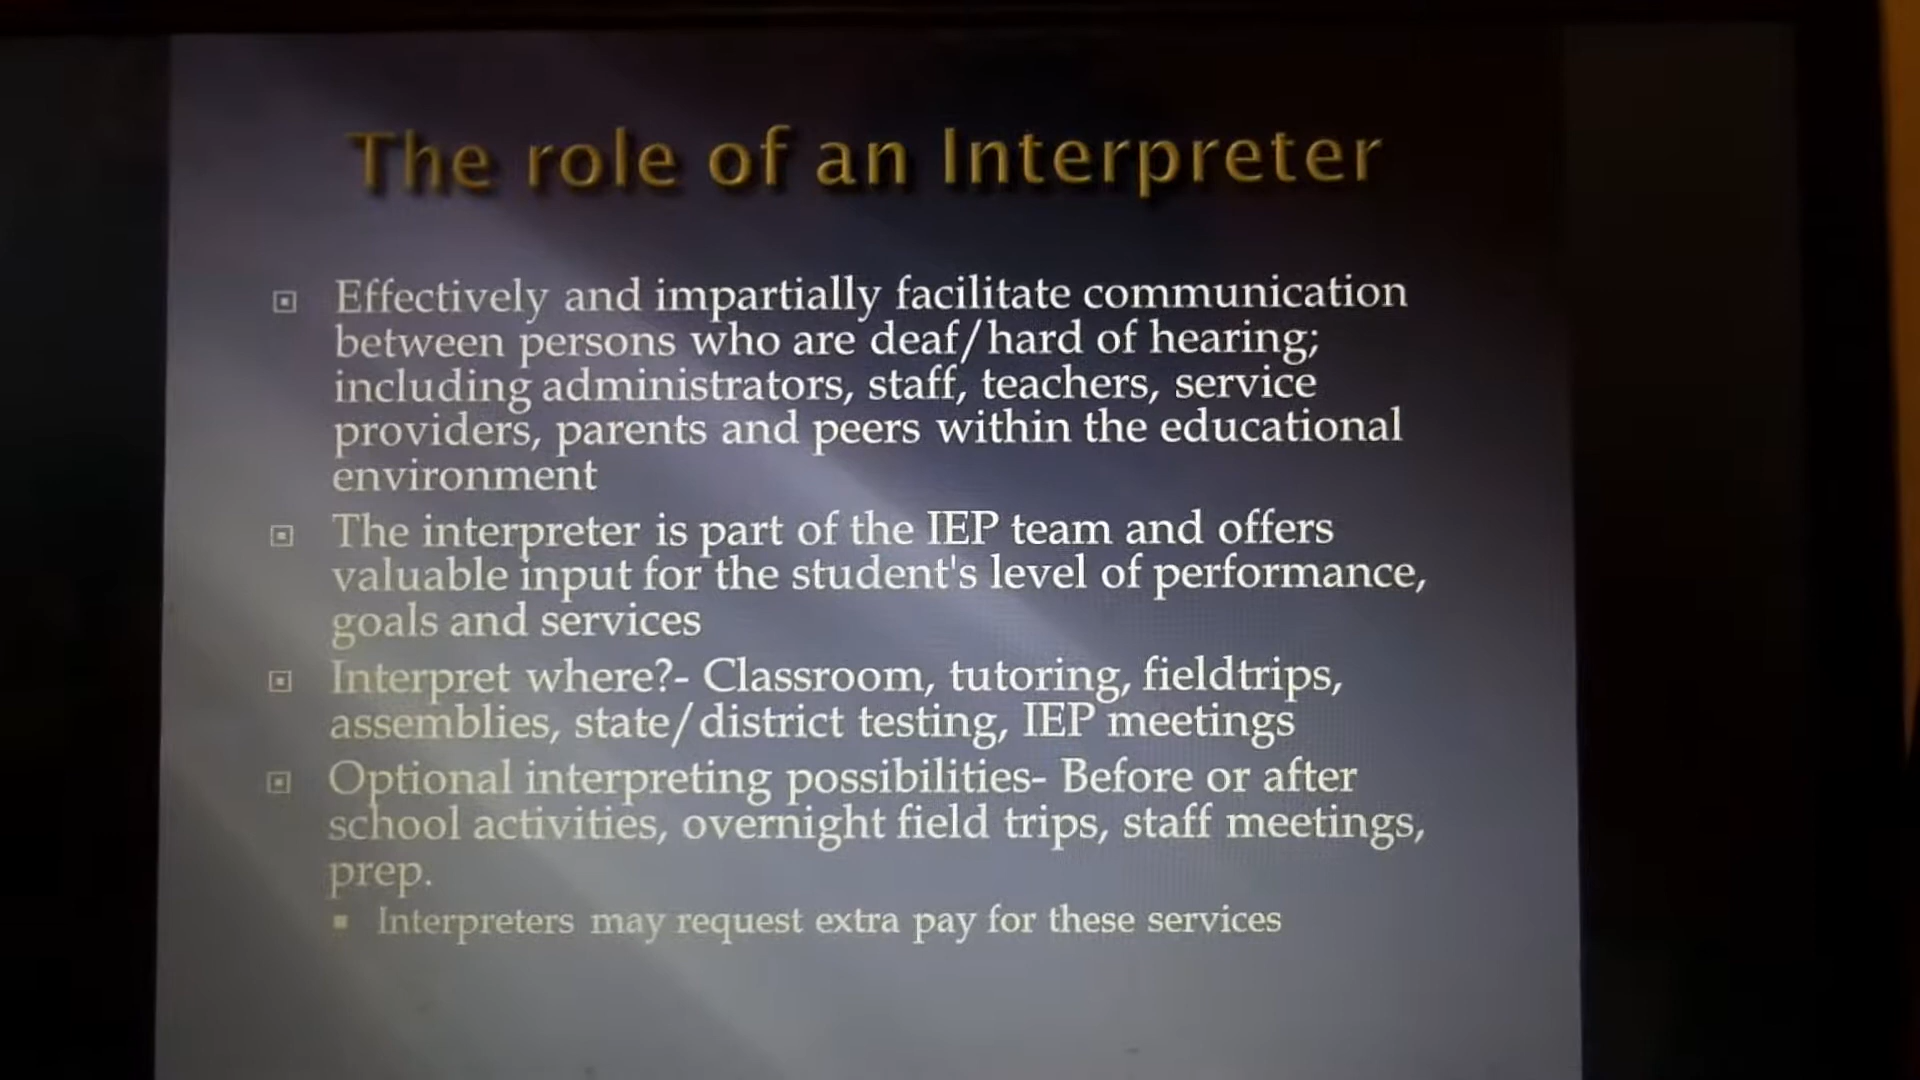 The role of an Interpreter
Effectively and impartially facilitate communication
between persons who are deaf/hard of hearing;
including administrators, staff, teachers, service
providers, parents and peers within the educational
environment
The interpreter is part of the IEP team and offers
valuable input for the student's level of performance,
goals and services
Interpret where?- Classroom, tutoring, fieldtrips,
assemblies, state/district testing, IEP meetings
Optional interpreting possibilities- Before or after
school activities, overnight field trips, staff meetings,
prep.
Interpreters may request extra pay for these services